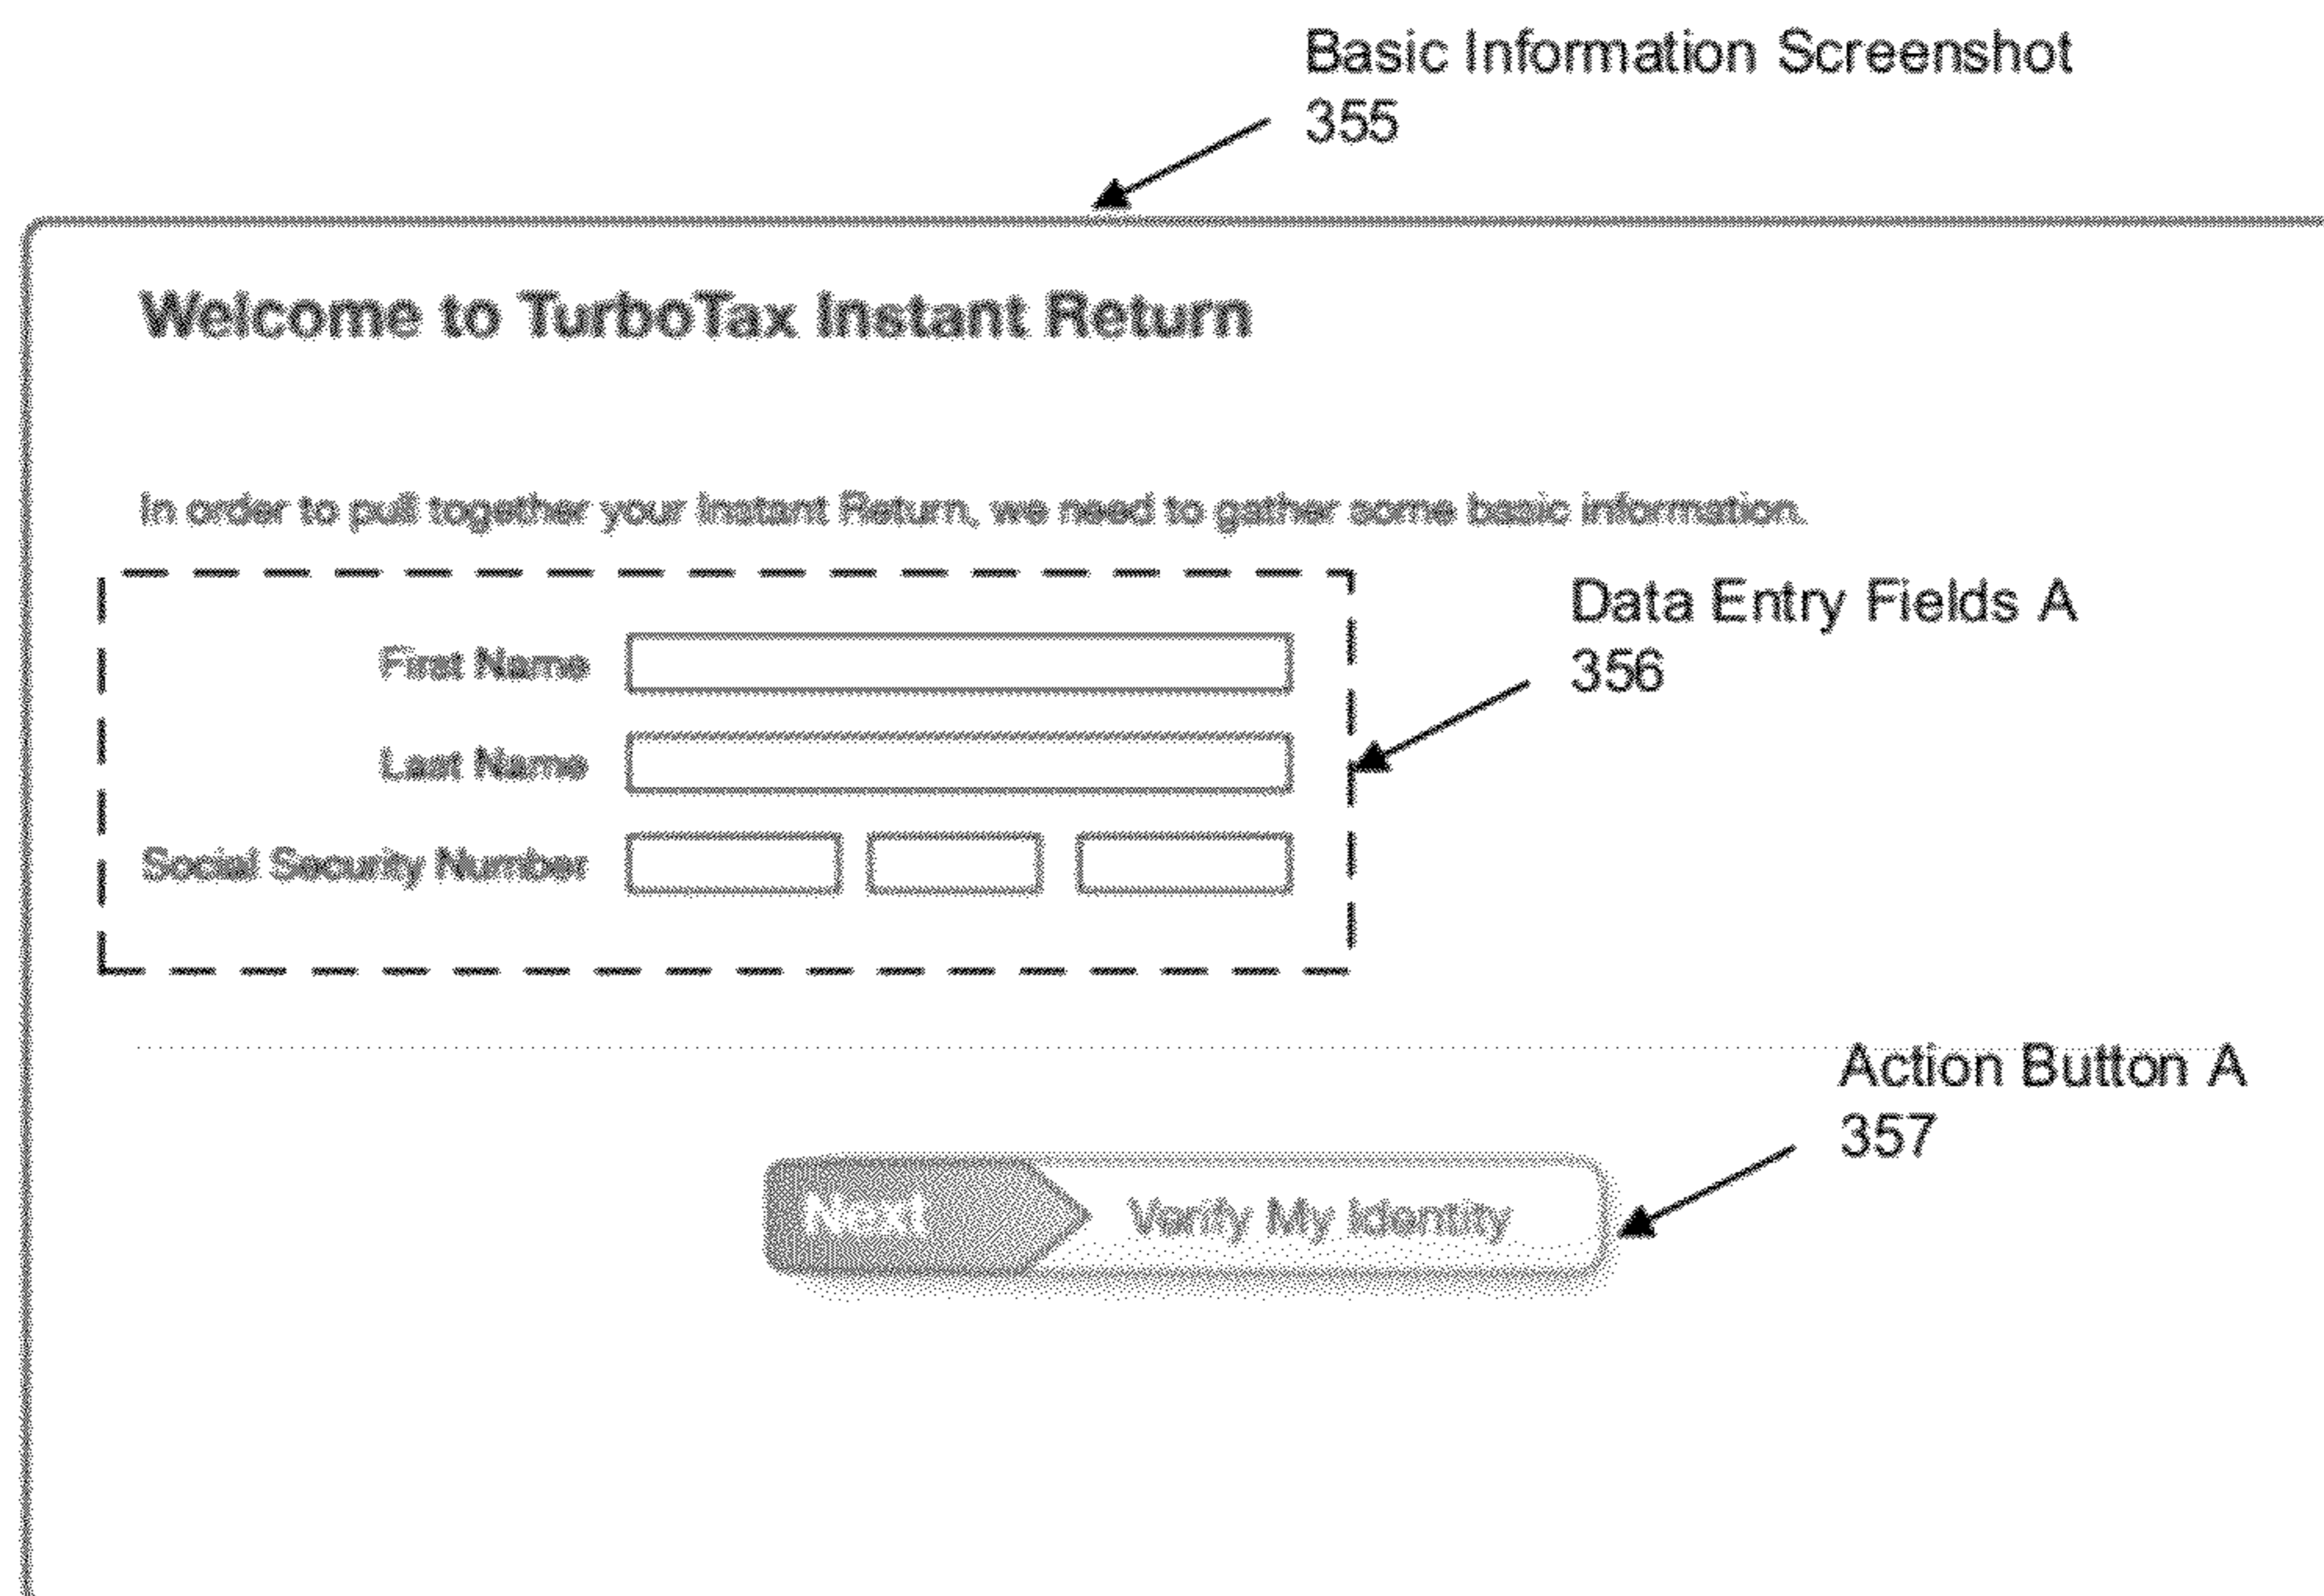 Basic Information Screenshot
355
Welcome to TurboTax Instant Return
In order to pull together your Instant Return, we need to gather some basic information.
Data Entry Fields A
356
First Name
Last Name
Social Security Number
Action Button A
357
Next
Verify My Identity